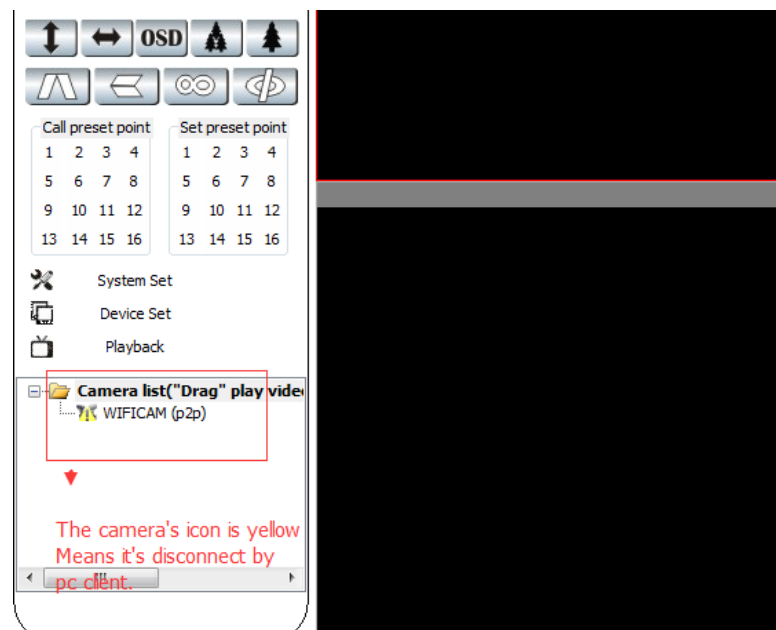 OSD
Call preset point
Set preset point
1 2 3 4
1 2 3 4
5 6 7 8
5 6 7 8
9 10 11 12
9 10 11 12
13 14 15 16
13 14 15 16
System Set
Device Set
Playback
Camera list("Drag" play video
WIFICAM (p2p)
The camera's icon is yellow
Means it's disconnect by
pc client.